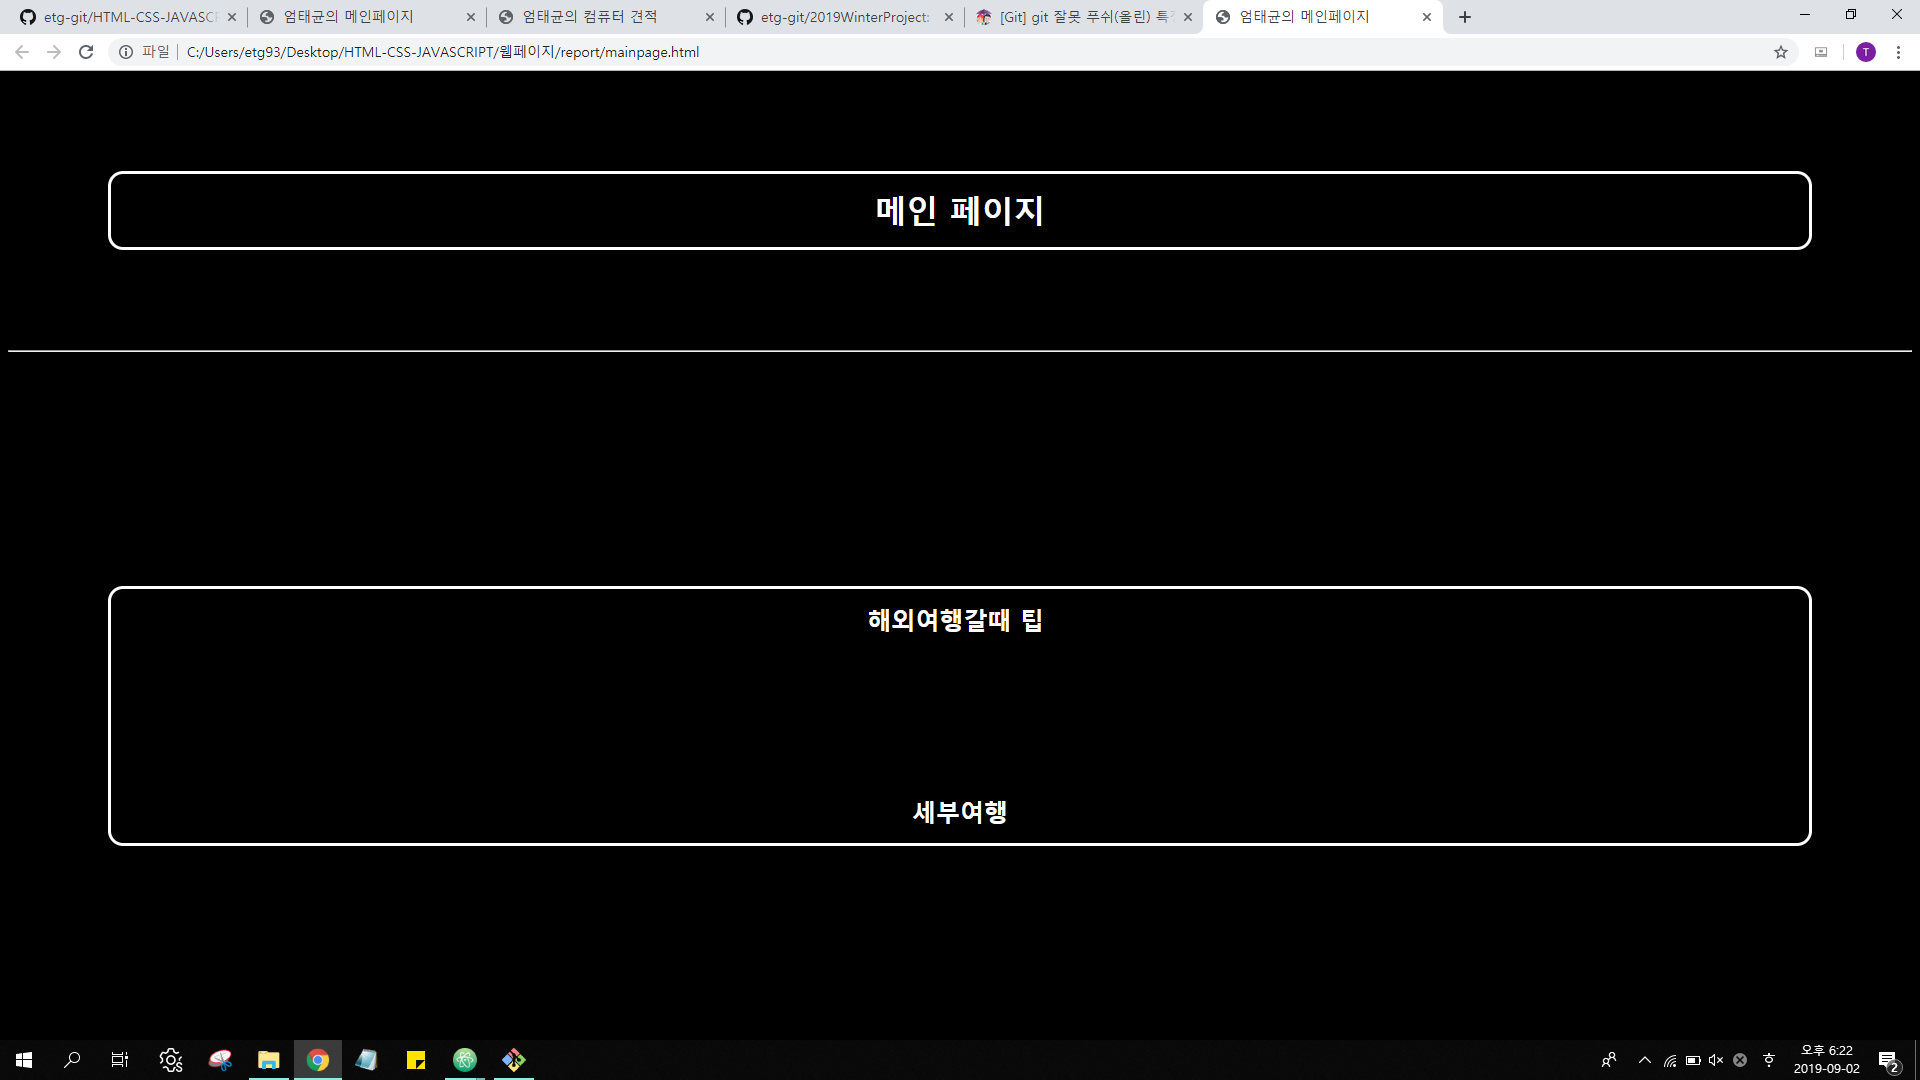 etg-git/HTML-CSS-JAVASCR
엄태균의 메인페이지
엄태균의 컴퓨터 견적
etg-git/2019WinterProject:
[Git] git 잘못 푸쉬(올린) 특
엄태균의 메인페이지
파일 C:/Users/etg93/Desktop/HTML-CSS-JAVASCRIPT/웹페이지/report/mainpage.html
T
메인 페이지
해외여행갈때 팁
세부여행
오후 6:22
2019-09-02
2